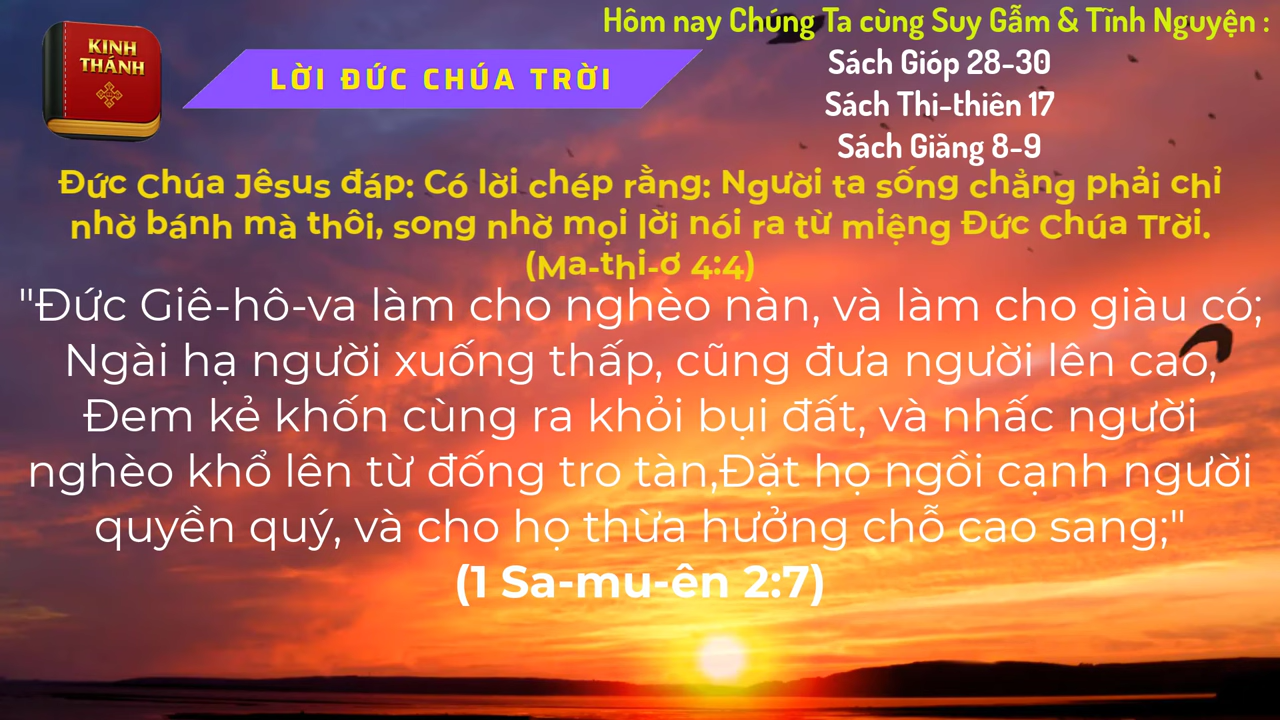 KINH
THÁNH
LỜI ĐỨC CHÚA TRỜI
Hôm nay Chúng Ta cùng Suy Gẫm & Tĩnh Nguyện :
Sách Gióp 28-30
Sách Thi-thiên 17
Sách Giăng 8-9
Đức Chúa Jêsus đáp: Có lời chép rằng: Người ta sống chẳng phải chỉ
nhờ bánh mà thôi, song nhờ mọi lời nói ra từ miệng Đức Chúa Trời.
(Ma-thi-ơ 4:4)
"Đức Giê-hô-va làm cho nghèo nàn, và làm cho giàu có;
Ngài hạ người xuống thấp, cũng đưa người lên cao,
Đem kẻ khốn cùng ra khỏi bụi đất, và nhấc người
nghèo khổ lên từ đống tro tàn,Đặt họ ngồi cạnh người
quyền quý, và cho họ thừa hưởng chỗ cao sang;"
(1 Sa-mu-ên 2:7)